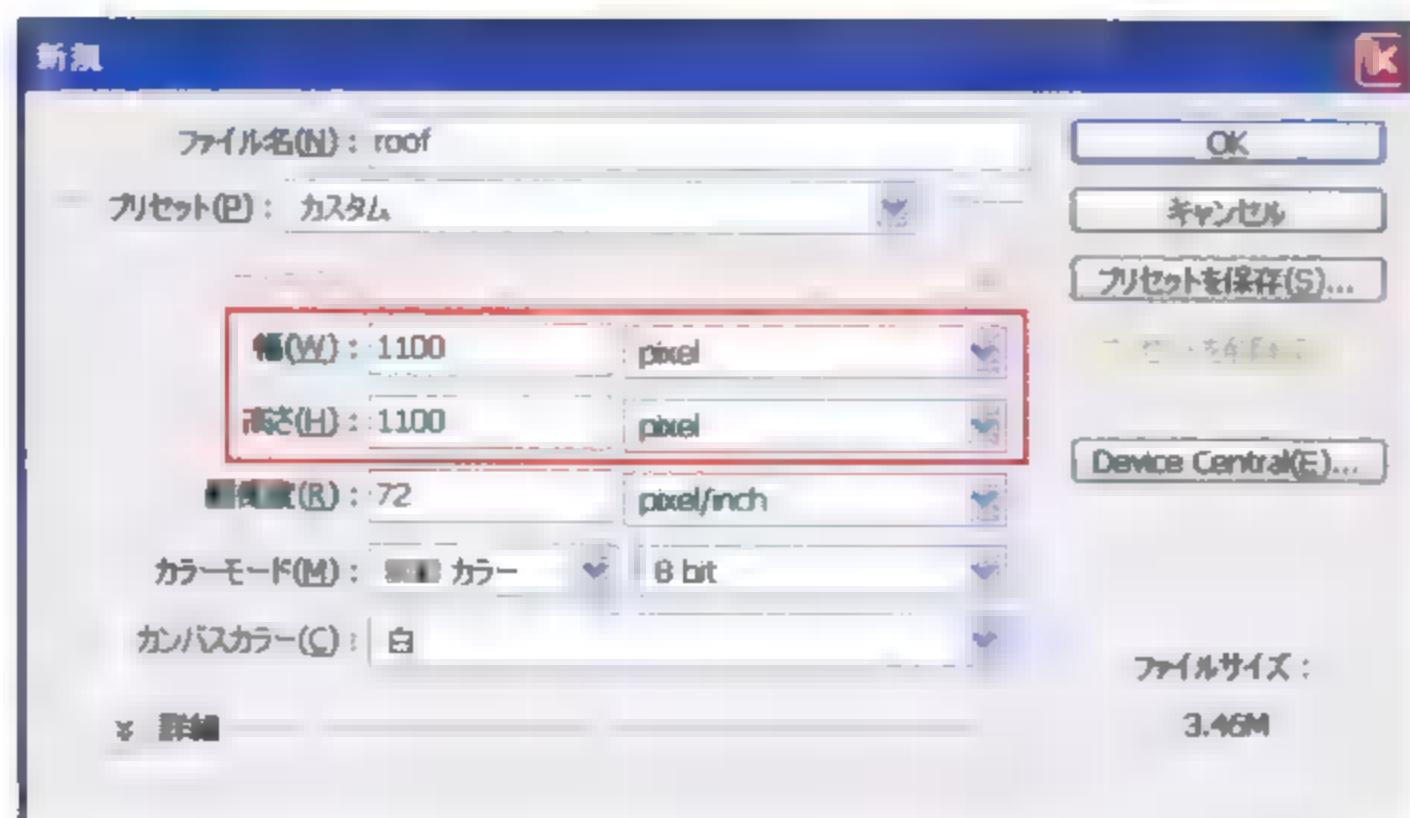 新規
ファイル名(N) : roof
OK
プリセット(P) : カスタム
キャンセル
プリセットを保存(S)...
幅(W) : 1100 pixel
高さ(H) : 1100 pixel
Device Central(E)...
(R) : 72 pixel/inch
カラーモード(M) : カラー 8 bit
カンバスカラー(C) : 白
ファイルサイズ :
詳細
3.46M